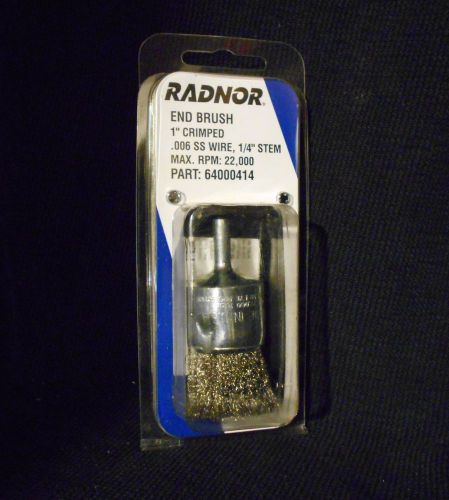 RADNOR®
END BRUSH
1" CRIMPED
.006 SS WIRE, 1/4" STEM
MAX. RPM: 22,000
PART: 64000414